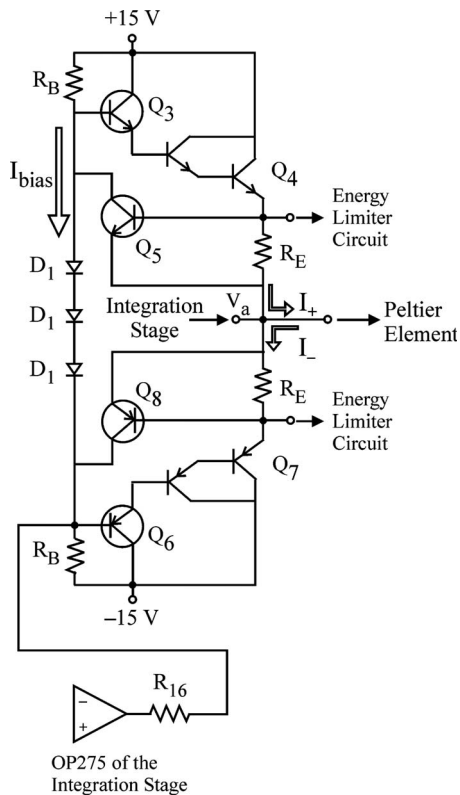 +15 V
R_B
Q_3
I_bias
Q_4
Energy
Limiter
Circuit
Q_5
R_E
D_1
Integration
Stage
V_a
I_+
Peltier
Element
D_1
I_–
D_1
Q_8
R_E
Energy
Limiter
Circuit
Q_7
Q_6
R_B
–15 V
R_16
–
+
OP275 of the
Integration Stage